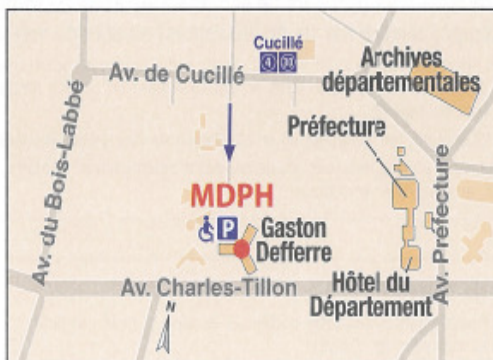 Cucillé
4 30
Av. de Cucillé
Archives
départementales
Préfecture
Av. du Bois-Labbé
MDPH
P
Gaston
Defferre
Av. Préfecture
Hôtel du
Département
Av. Charles-Tillon
N